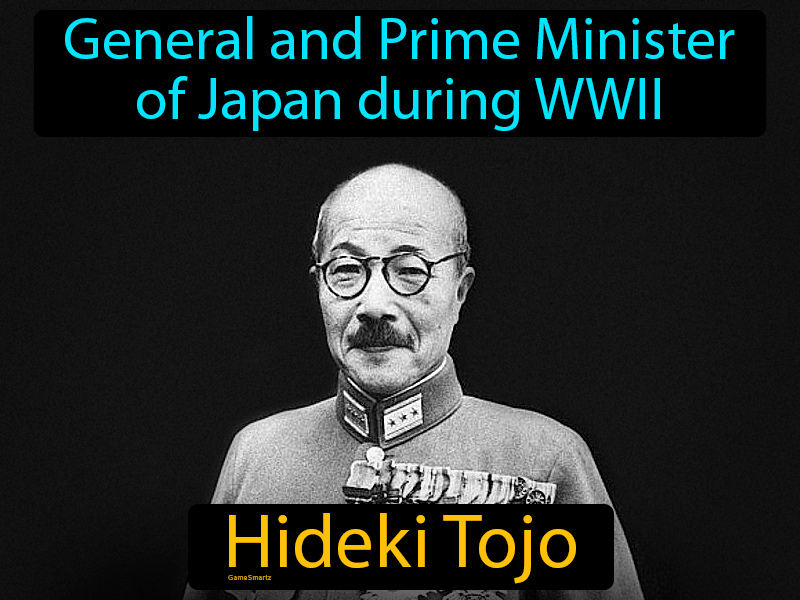 General and Prime Minister
of Japan during WWII
Hideki Tojo
GameSmartz